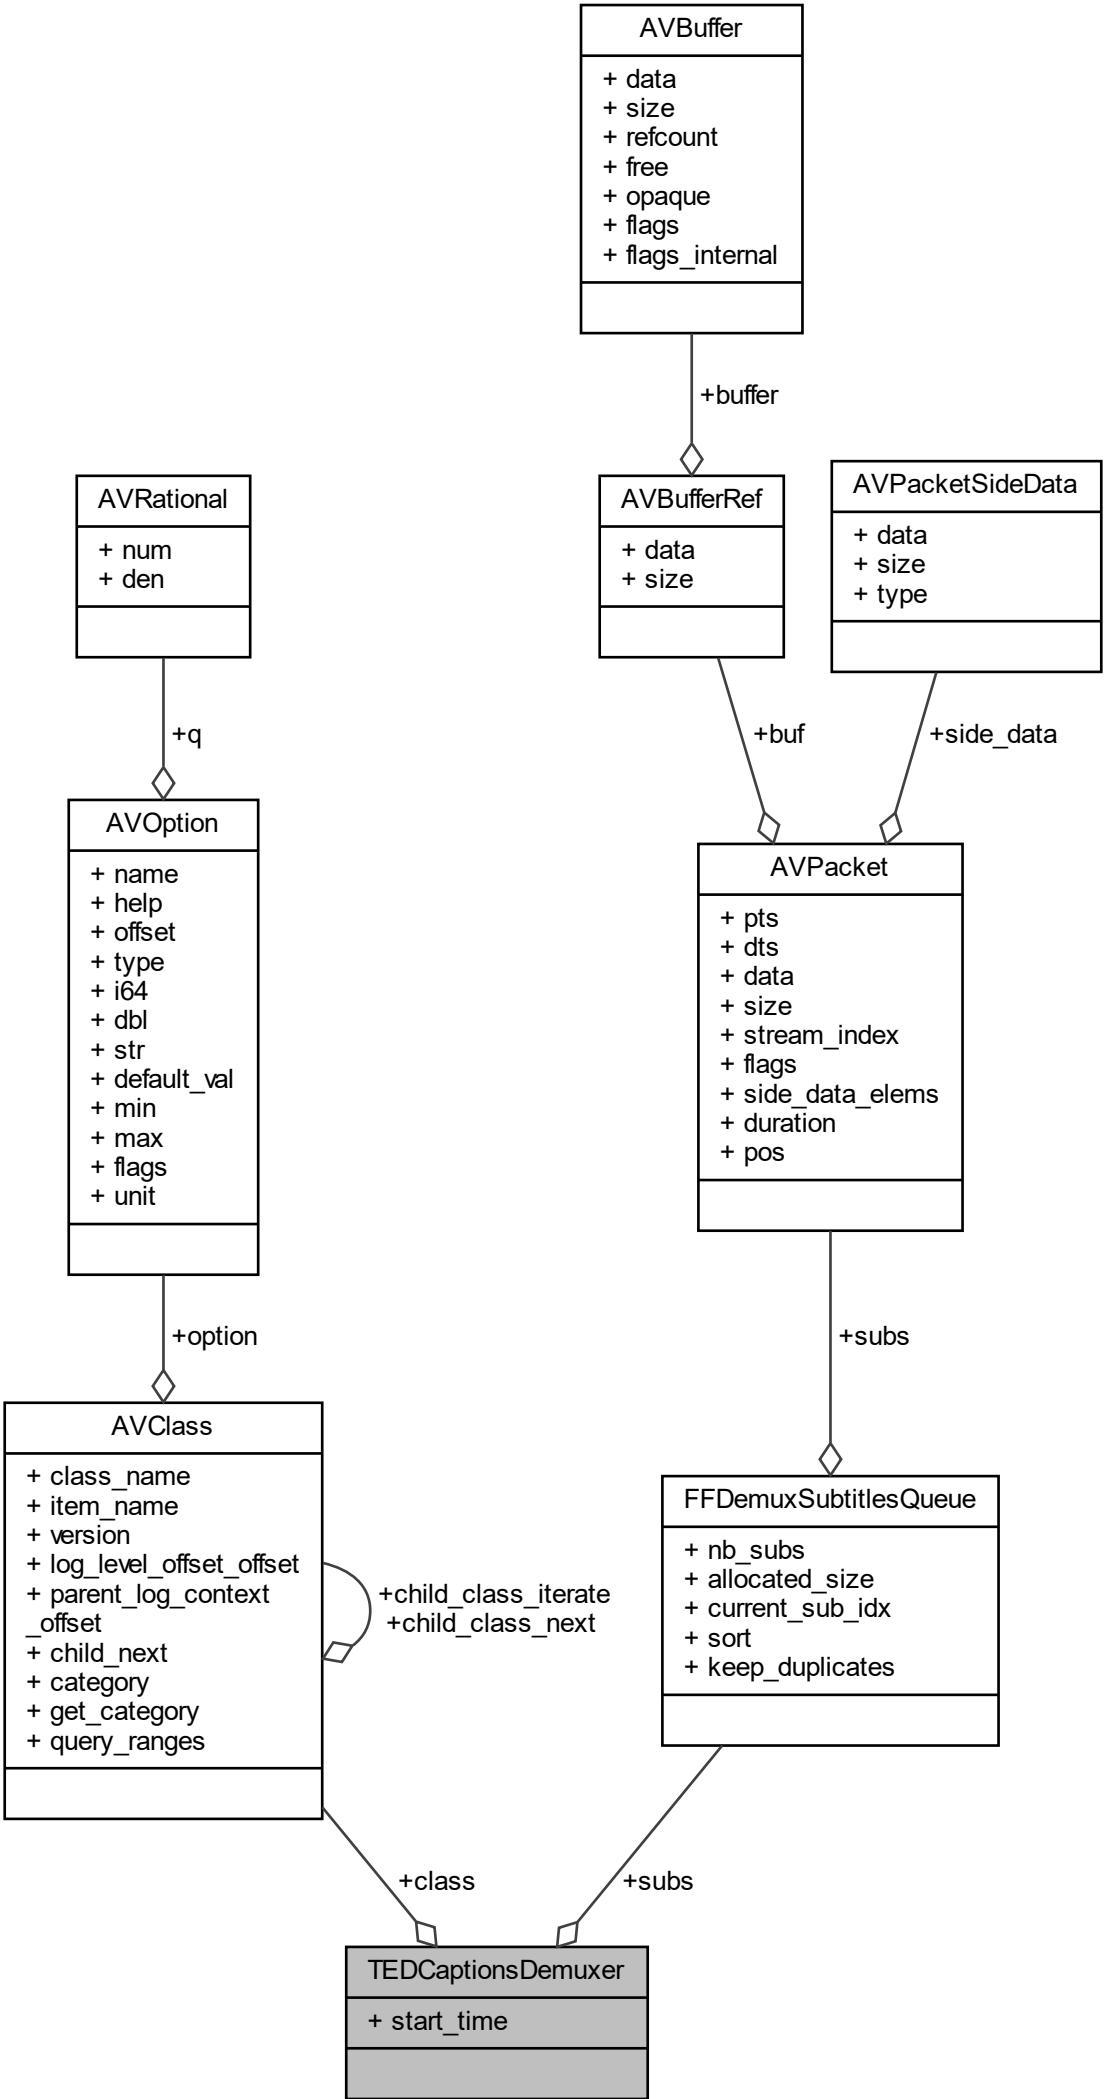 AVBuffer
+ data
+ size
+ refcount
+ free
+ opaque
+ flags
+ flags_internal
+buffer
AVRational
+ num
+ den
AVBufferRef
+ data
+ size
AVPacketSideData
+ data
+ size
+ type
+q
+buf
+side_data
AVOption
+ name
+ help
+ offset
+ type
+ i64
+ dbl
+ str
+ default_val
+ min
+ max
+ flags
+ unit
AVPacket
+ pts
+ dts
+ data
+ size
+ stream_index
+ flags
+ side_data_elems
+ duration
+ pos
+option
+subs
AVClass
+ class_name
+ item_name
+ version
+ log_level_offset_offset
+ parent_log_context
_offset
+ child_next
+ category
+ get_category
+ query_ranges
+child_class_iterate
+child_class_next
FFDemuxSubtitlesQueue
+ nb_subs
+ allocated_size
+ current_sub_idx
+ sort
+ keep_duplicates
+class
+subs
TEDCaptionsDemuxer
+ start_time